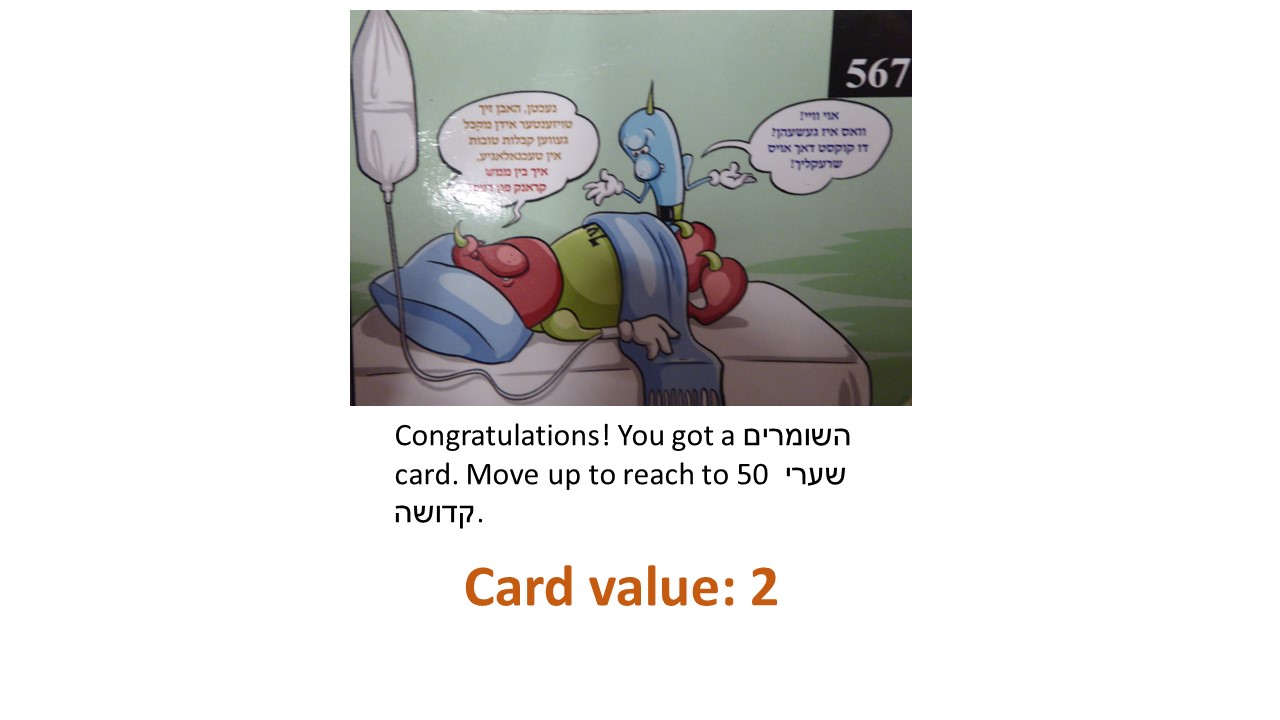 567
אוי וויי!
וואס איז געשעהן?
דו קוקסט דאך אויס
שרעקליך!
נעכטן, האבן זיך
טויזענטער אידן מקבל
געווען קבלות טובות
אין טעכנאלאגיע,
איך בין ממש
קראנק פון
Congratulations! You got a השומרים
card. Move up to reach to 50 שערי
קדושה.
Card value: 2